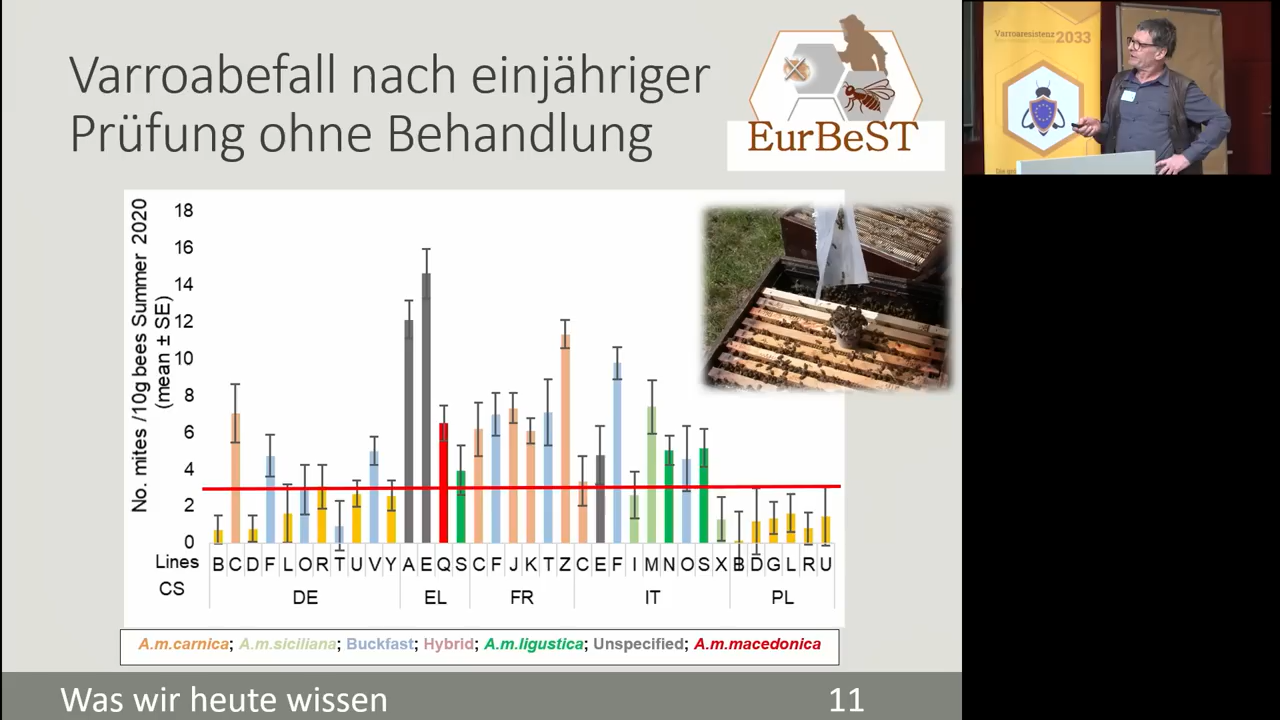 Varroabefall nach einjähriger
Prüfung ohne Behandlung
EurBeST
Varroaresistenz 2033
No. mites /10g bees Summer 2020
(mean ± SE)
18
16
14
12
10
8
6
4
2
0
Lines B C D F L O R T U V Y A E Q S C F J K T Z C E F I M N O S X B D G L R U
CS DE EL FR IT PL
A.m.carnica; A.m.siciliana; Buckfast; Hybrid; A.m.ligustica; Unspecified; A.m.macedonica
Was wir heute wissen 11